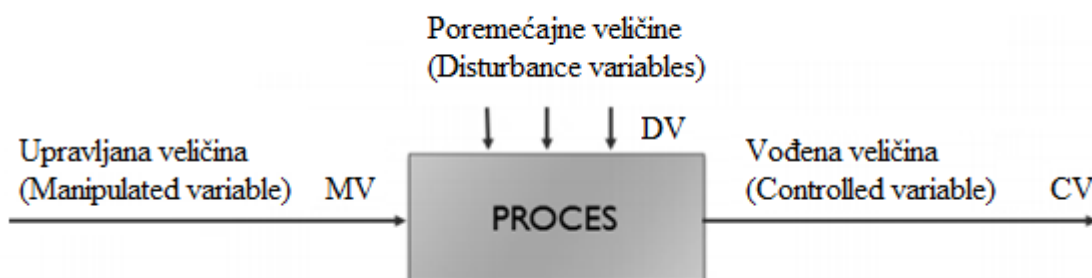 Poremećajne veličine
(Disturbance variables)
DV
Upravljana veličina
(Manipulated variable) MV
Vođena veličina
(Controlled variable) CV
PROCES